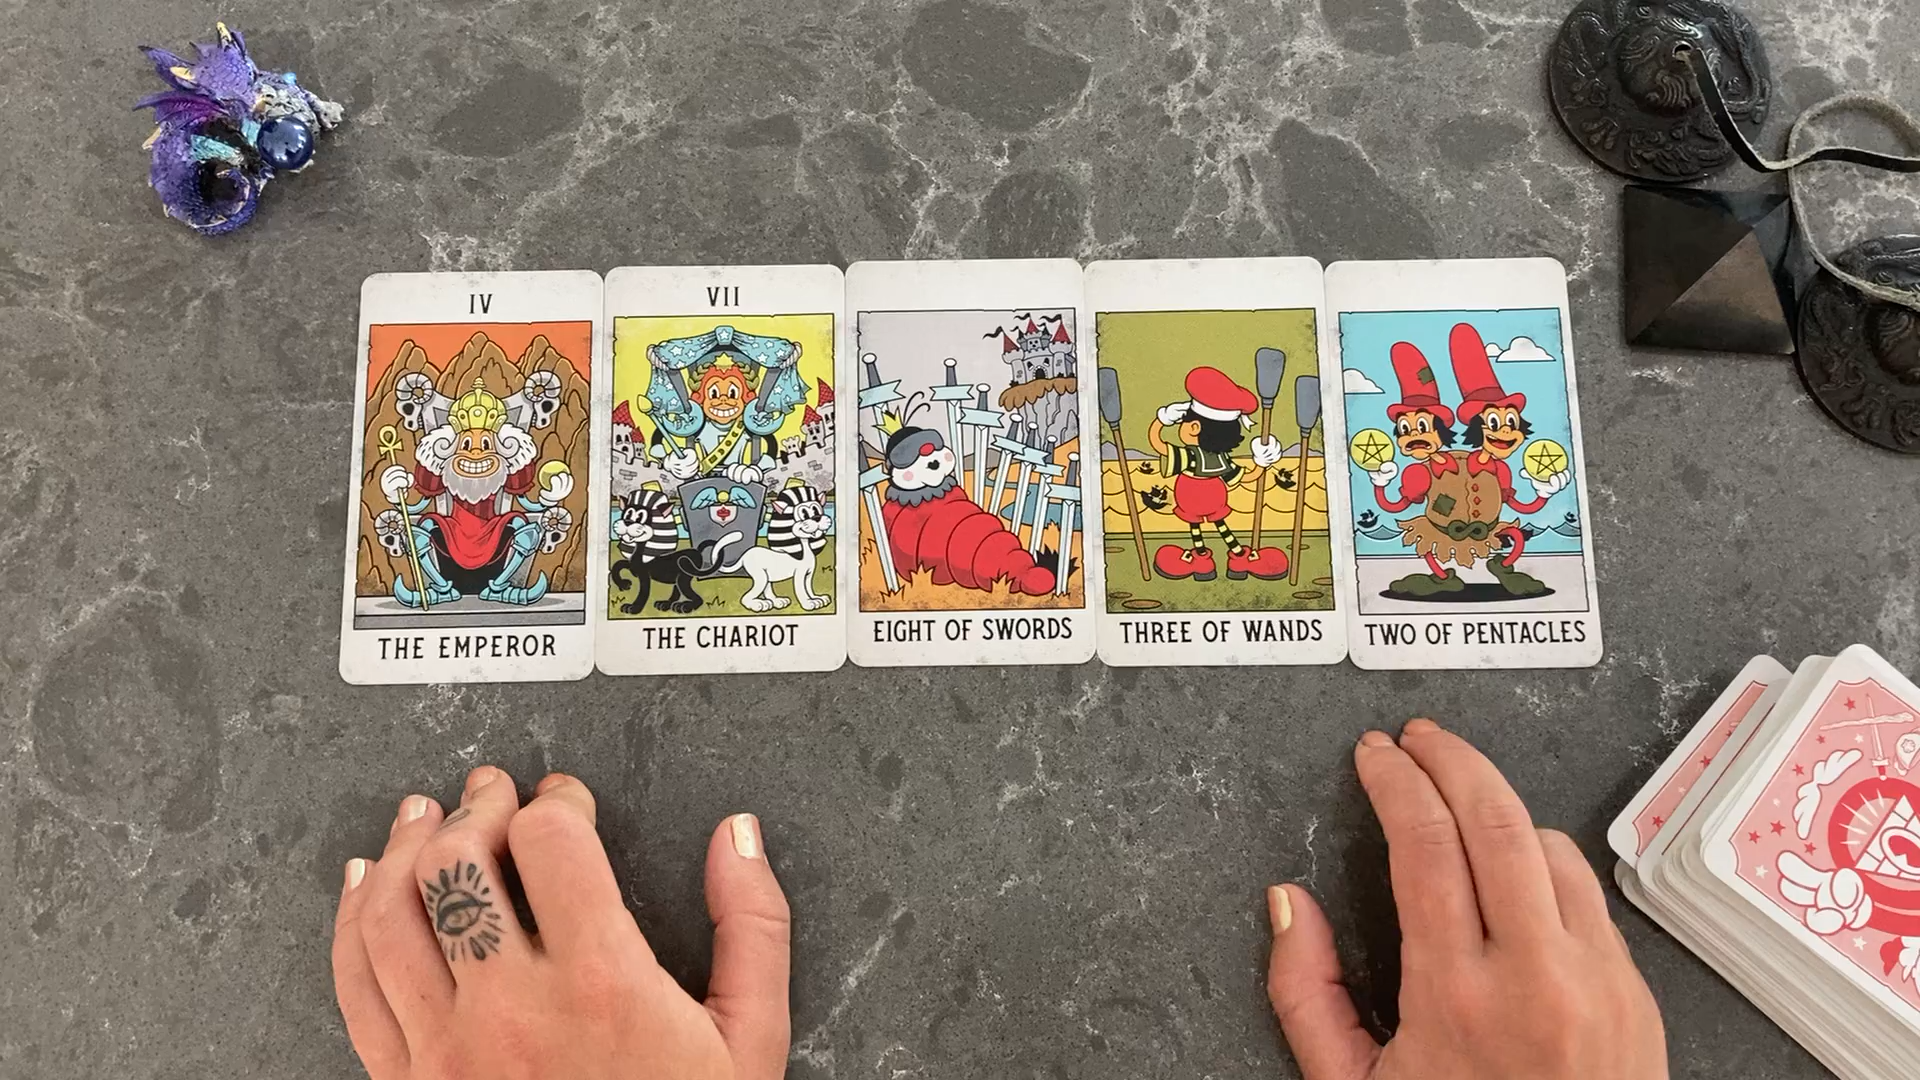 IV
THE EMPEROR
VII
THE CHARIOT
EIGHT OF SWORDS
THREE OF WANDS
TWO OF PENTACLES